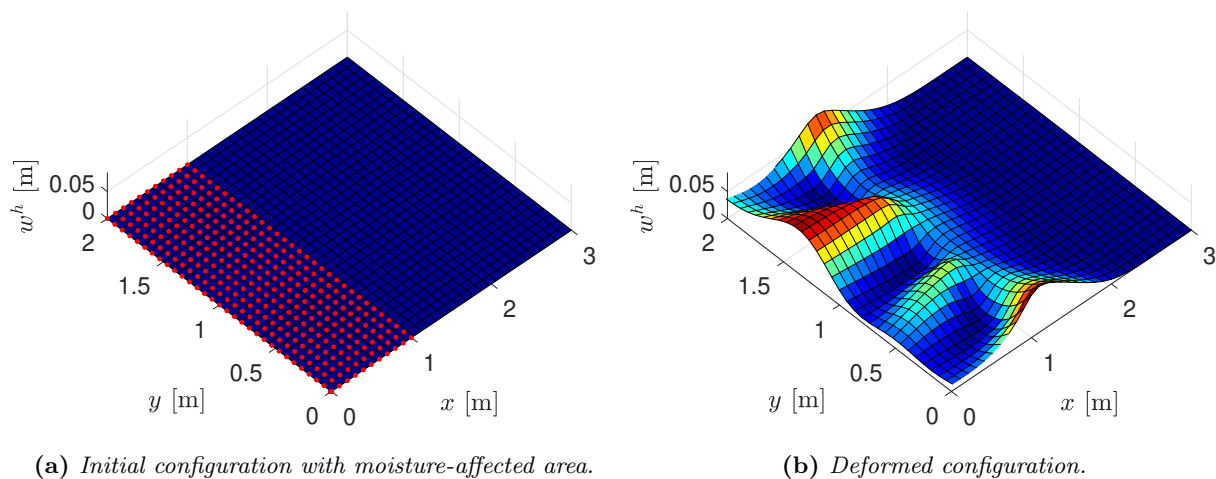 0.05
0
w^h [m]
2
1.5
1
0.5
0
y [m]
0
1
2
3
x [m]
(a) Initial configuration with moisture-affected area.
0.05
0
w^h [m]
2
1.5
1
0.5
0
y [m]
0
1
2
3
x [m]
(b) Deformed configuration.